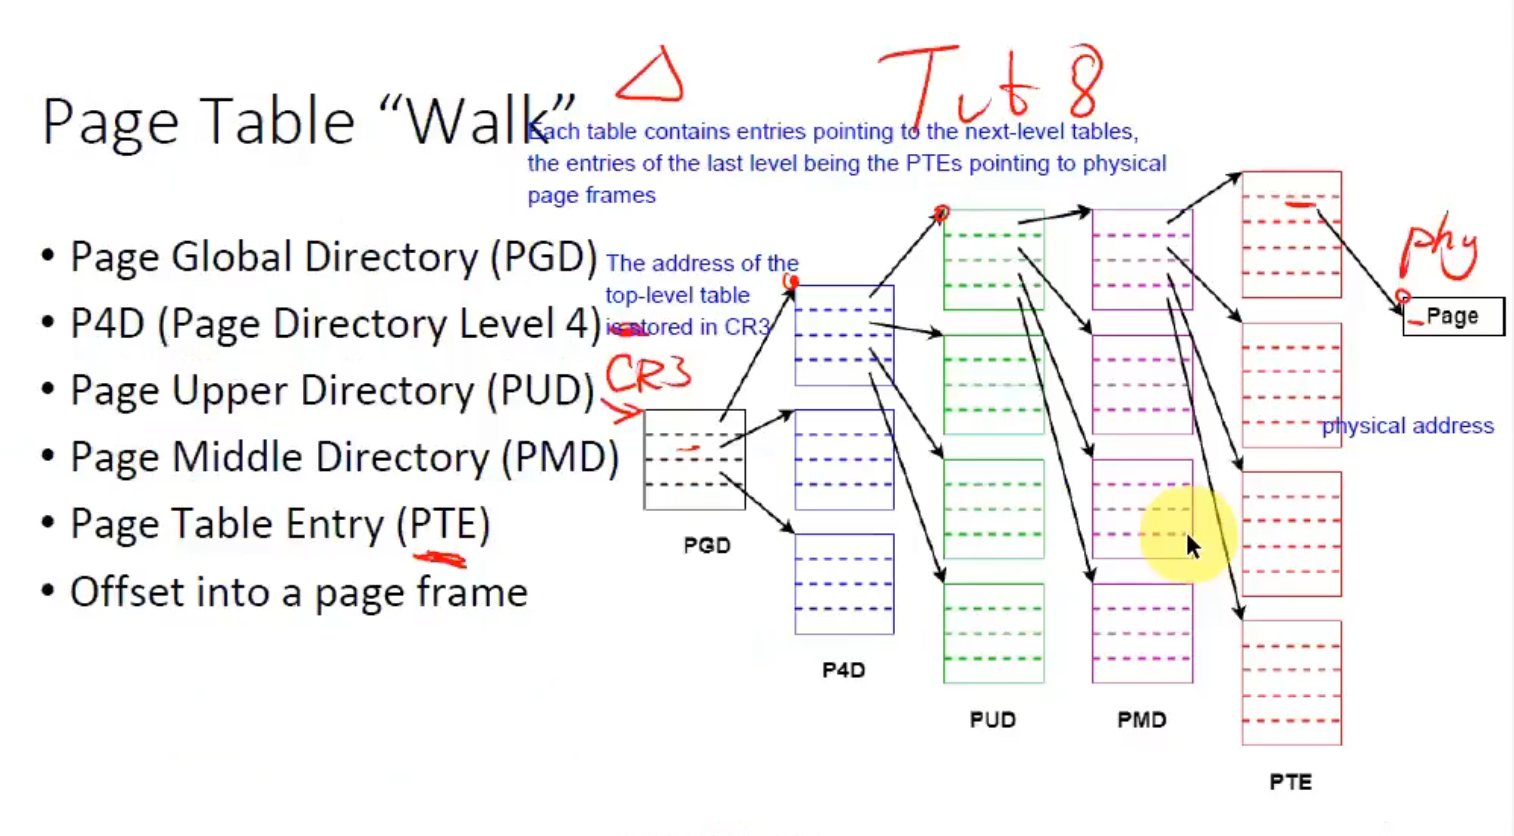 Tut 8
Page Table “Walk”
Each table contains entries pointing to the next-level tables,
the entries of the last level being the PTEs pointing to physical
page frames
• Page Global Directory (PGD)
• P4D (Page Directory Level 4)
• Page Upper Directory (PUD)
• Page Middle Directory (PMD)
• Page Table Entry (PTE)
• Offset into a page frame
The address of the
top-level table
is stored in CR3
CR3
phy
Page
physical address
PGD
P4D
PUD
PMD
PTE